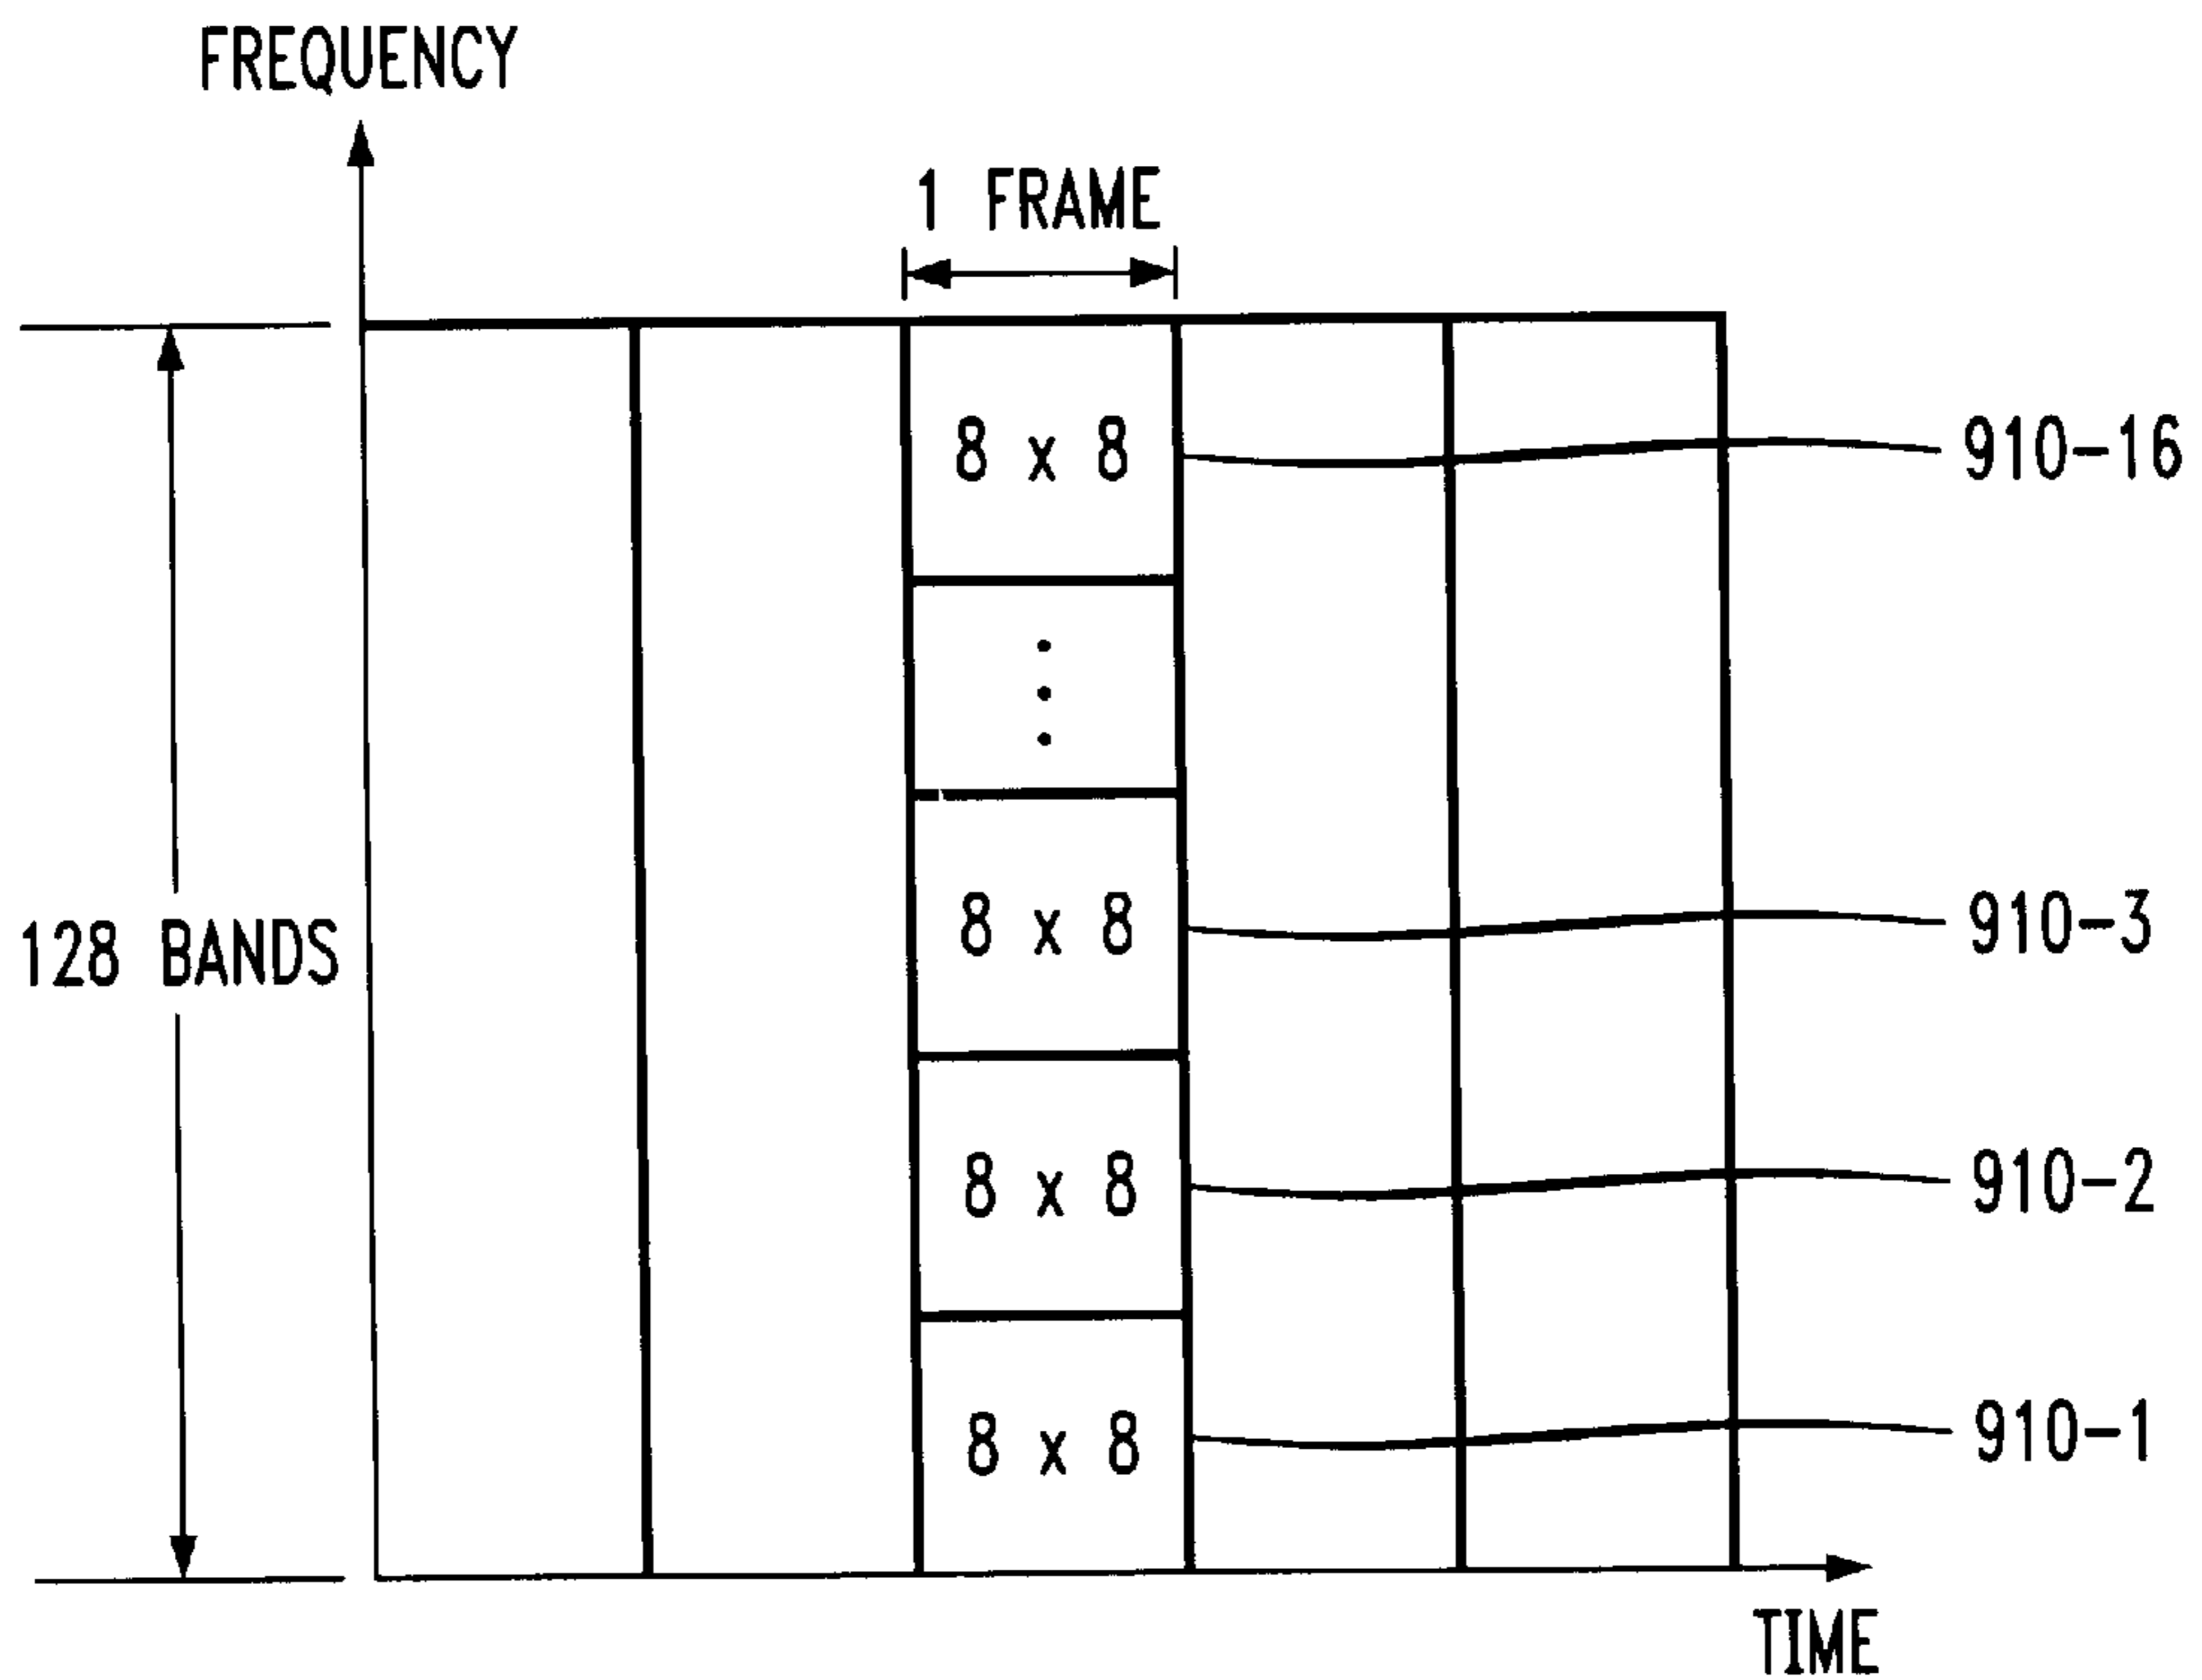 FREQUENCY
1 FRAME
8 x 8
910-16
8 x 8
910-3
128 BANDS
8 x 8
910-2
8 x 8
910-1
TIME